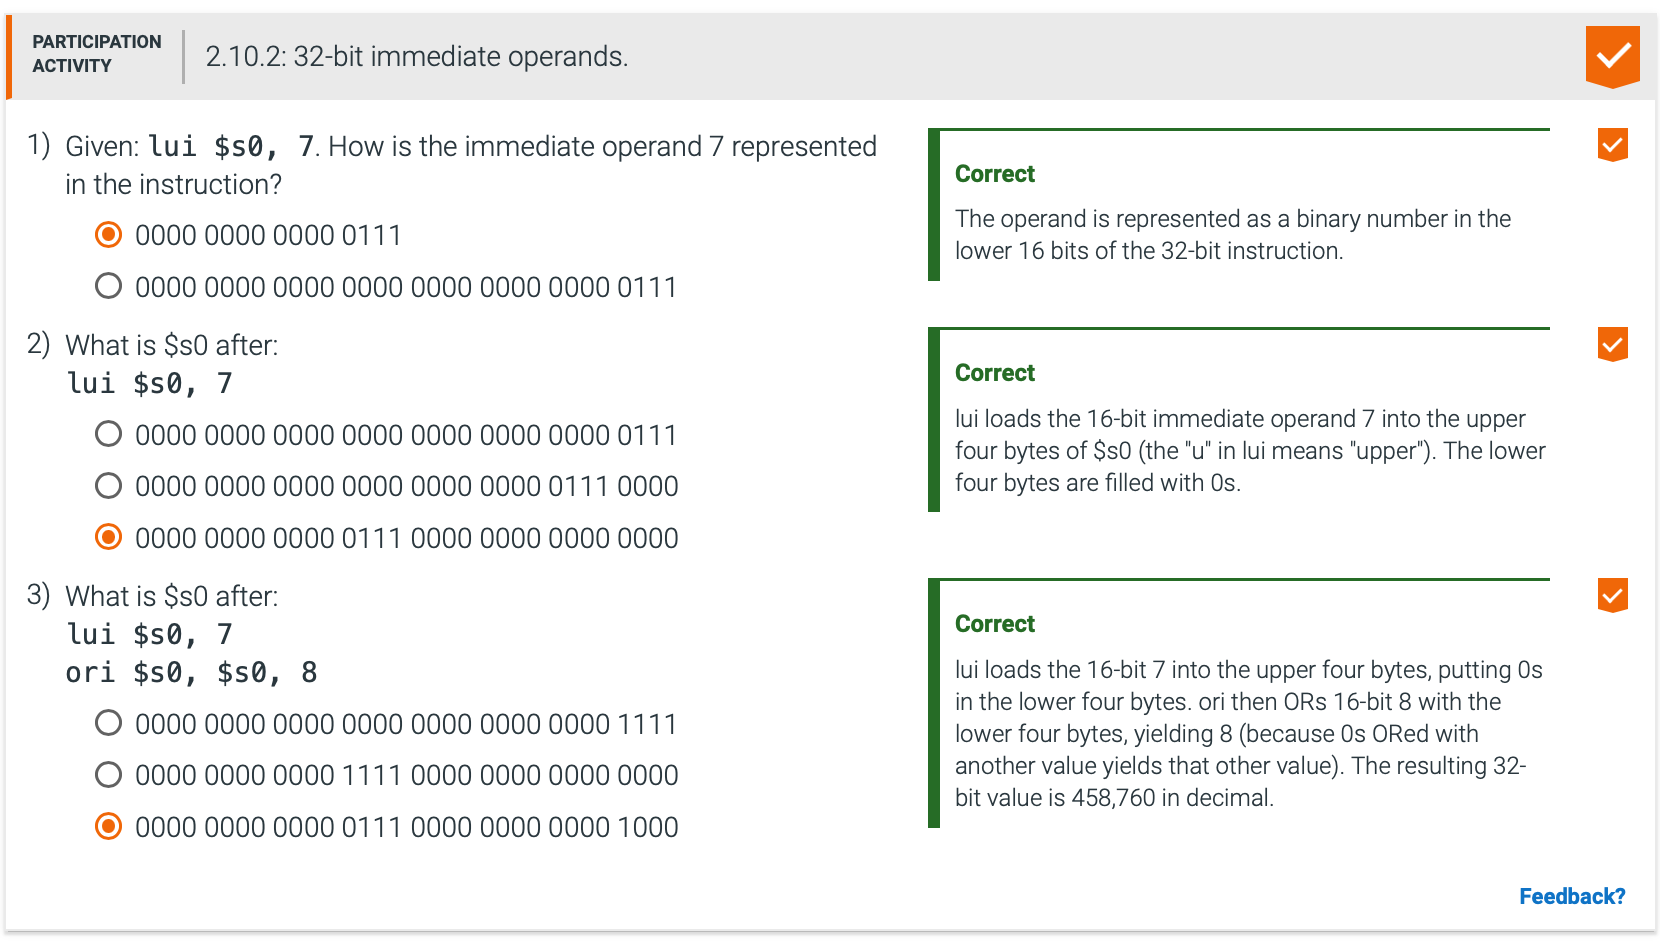 PARTICIPATION
ACTIVITY
2.10.2: 32-bit immediate operands.
1) Given: lui $s0, 7. How is the immediate operand 7 represented
in the instruction?
0000 0000 0000 0111
0000 0000 0000 0000 0000 0000 0000 0111
Correct
The operand is represented as a binary number in the
lower 16 bits of the 32-bit instruction.
2) What is $s0 after:
lui $s0, 7
0000 0000 0000 0000 0000 0000 0000 0111
0000 0000 0000 0000 0000 0000 0111 0000
0000 0000 0000 0111 0000 0000 0000 0000
Correct
lui loads the 16-bit immediate operand 7 into the upper
four bytes of $s0 (the "u" in lui means "upper"). The lower
four bytes are filled with 0s.
3) What is $s0 after:
lui $s0, 7
ori $s0, $s0, 8
0000 0000 0000 0000 0000 0000 0000 1111
0000 0000 0000 1111 0000 0000 0000 0000
0000 0000 0000 0111 0000 0000 0000 1000
Correct
lui loads the 16-bit 7 into the upper four bytes, putting 0s
in the lower four bytes. ori then ORs 16-bit 8 with the
lower four bytes, yielding 8 (because 0s ORed with
another value yields that other value). The resulting 32-
bit value is 458,760 in decimal.
Feedback?